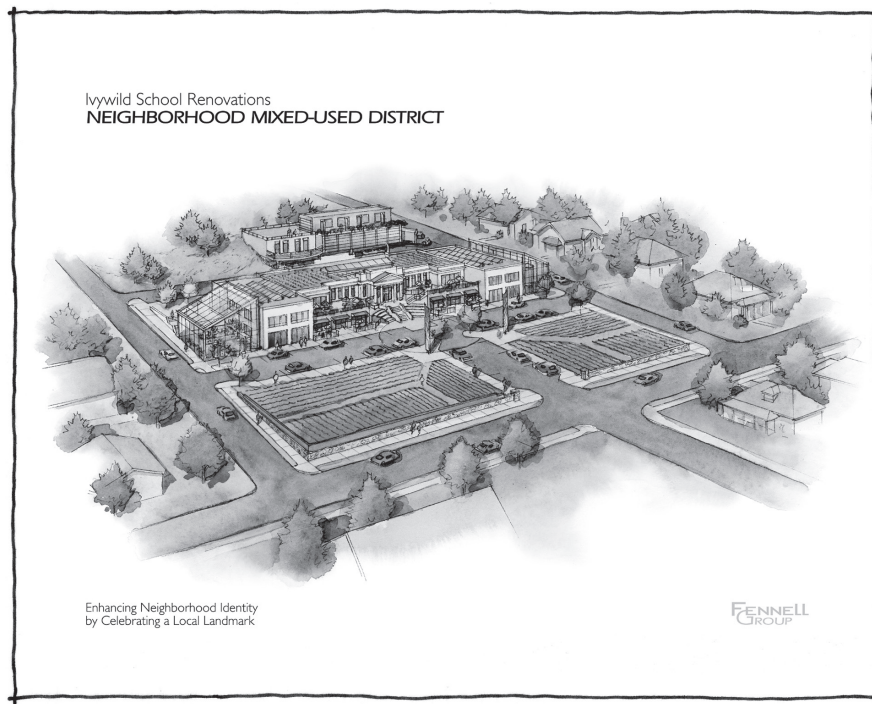 Ivywild School Renovations
NEIGHBORHOOD MIXED-USED DISTRICT
Enhancing Neighborhood Identity
by Celebrating a Local Landmark
FENNELL
GROUP